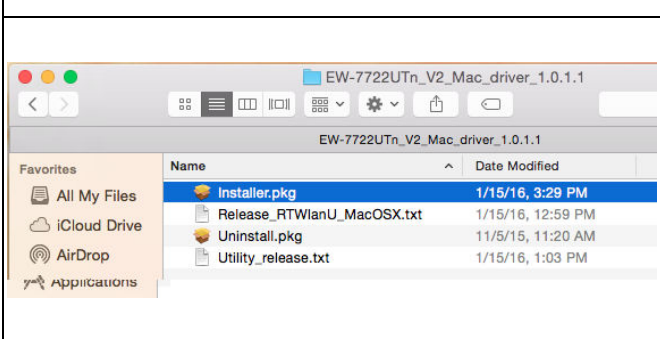 EW-7722UTn_V2_Mac_driver_1.0.1.1
EW-7722UTn_V2_Mac_driver_1.0.1.1
Favorites
Name Date Modified
All My Files
Installer.pkg 1/15/16, 3:29 PM
iCloud Drive
Release_RTWlanU_MacOSX.txt 1/15/16, 12:59 PM
Uninstall.pkg 11/5/15, 11:20 AM
AirDrop
Utility_release.txt 1/15/16, 1:03 PM
Applications